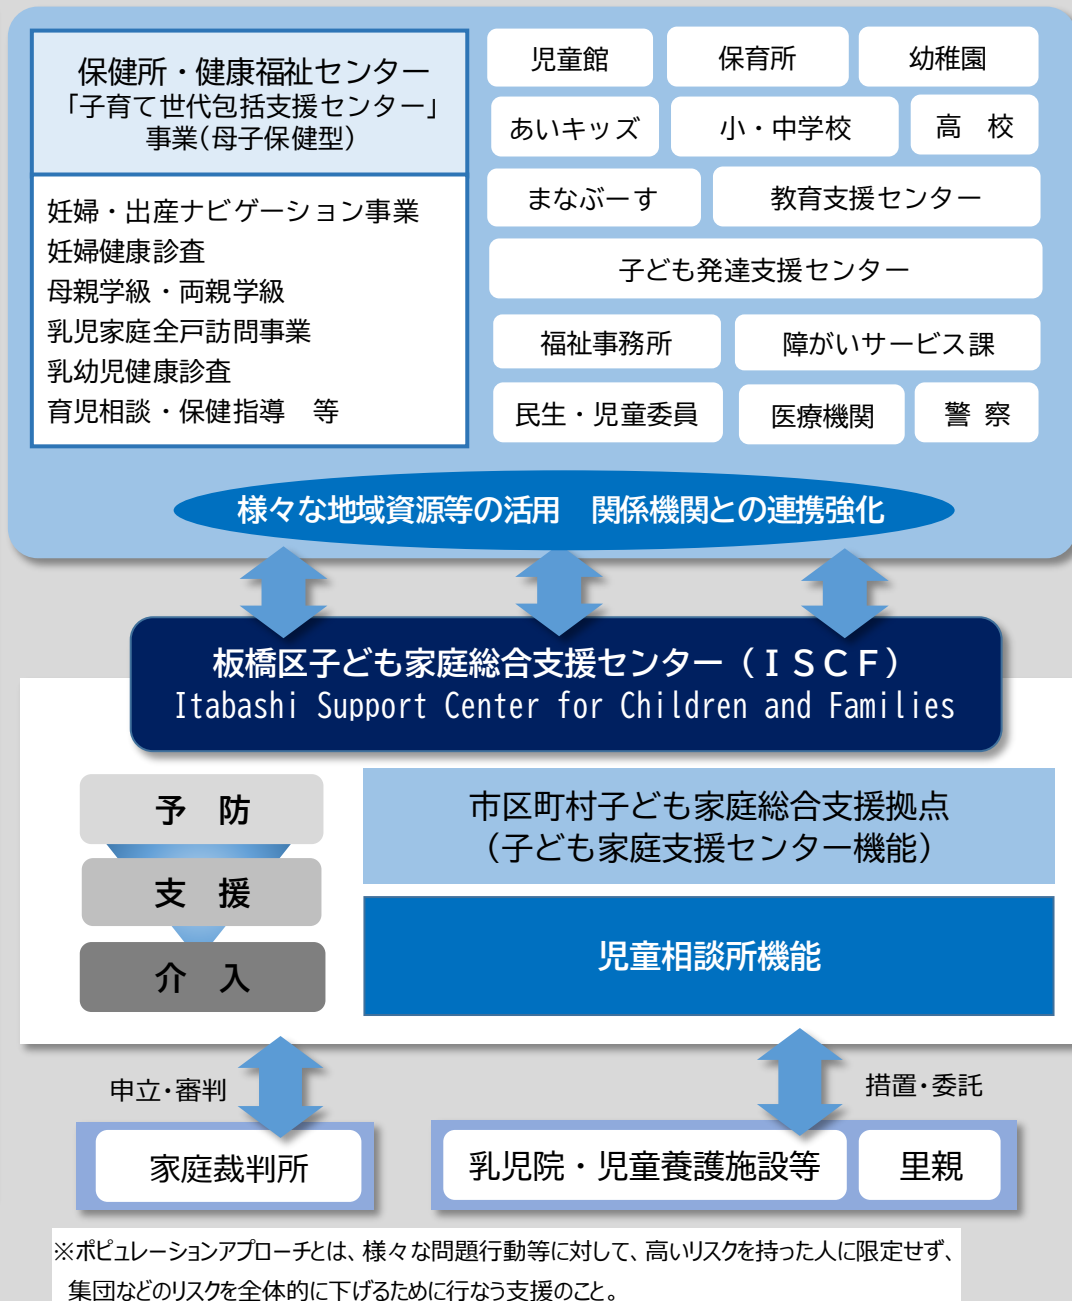 保健所・健康福祉センター
「子育て世代包括支援センター」
事業(母子保健型)
妊婦・出産ナビゲーション事業
妊婦健康診査
母親学級・両親学級
乳児家庭全戸訪問事業
乳幼児健康診査
育児相談・保健指導　等
児童館
保育所
幼稚園
あいキッズ
小・中学校
高　校
まなぶーす
教育支援センター
子ども発達支援センター
福祉事務所
障がいサービス課
民生・児童委員
医療機関
警 察
様々な地域資源等の活用　関係機関との連携強化
板橋区子ども家庭総合支援センター（ＩＳＣＦ）
Itabashi Support Center for Children and Families
予　防
支　援
介　入
市区町村子ども家庭総合支援拠点
（子ども家庭支援センター機能）
児童相談所機能
申立・審判
措置・委託
家庭裁判所
乳児院・児童養護施設等
里親
※ポピュレーションアプローチとは、様々な問題行動等に対して、高いリスクを持った人に限定せず、
集団などのリスクを全体的に下げるために行なう支援のこと。